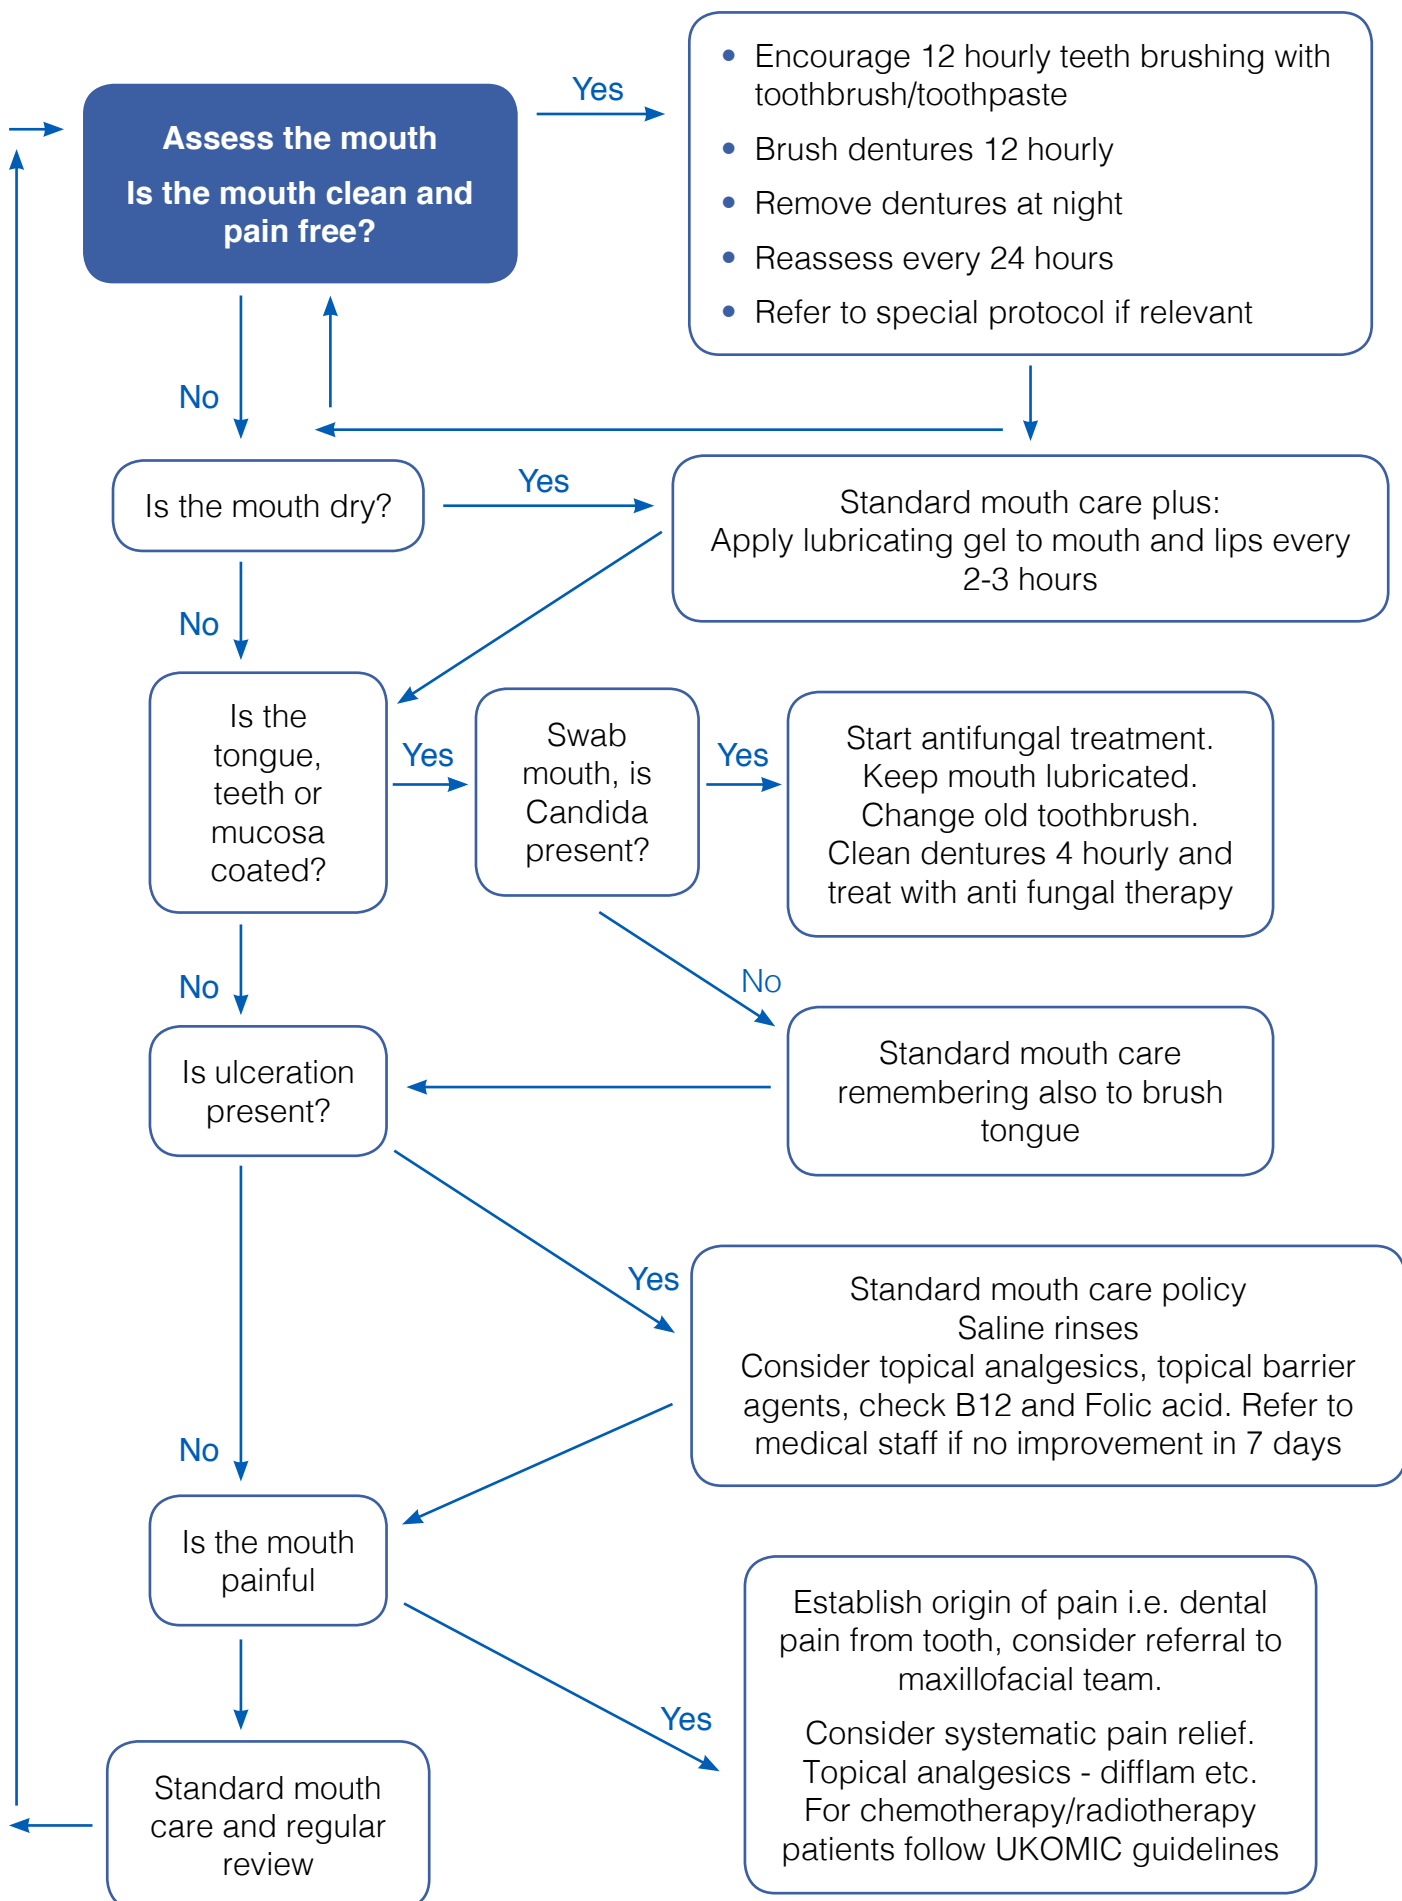 Assess the mouth
Is the mouth clean and
pain free?
Yes
• Encourage 12 hourly teeth brushing with
toothbrush/toothpaste
• Brush dentures 12 hourly
• Remove dentures at night
• Reassess every 24 hours
• Refer to special protocol if relevant
No
Is the mouth dry?
Yes
Standard mouth care plus:
Apply lubricating gel to mouth and lips every
2-3 hours
No
Is the
tongue,
teeth or
mucosa
coated?
Yes
Swab
mouth, is
Candida
present?
Yes
Start antifungal treatment.
Keep mouth lubricated.
Change old toothbrush.
Clean dentures 4 hourly and
treat with anti fungal therapy
No
No
Standard mouth care
remembering also to brush
tongue
Is ulceration
present?
Yes
Standard mouth care policy
Saline rinses
Consider topical analgesics, topical barrier
agents, check B12 and Folic acid. Refer to
medical staff if no improvement in 7 days
No
Is the mouth
painful
Yes
Establish origin of pain i.e. dental
pain from tooth, consider referral to
maxillofacial team.
Consider systematic pain relief.
Topical analgesics - difflam etc.
For chemotherapy/radiotherapy
patients follow UKOMIC guidelines
Standard mouth
care and regular
review